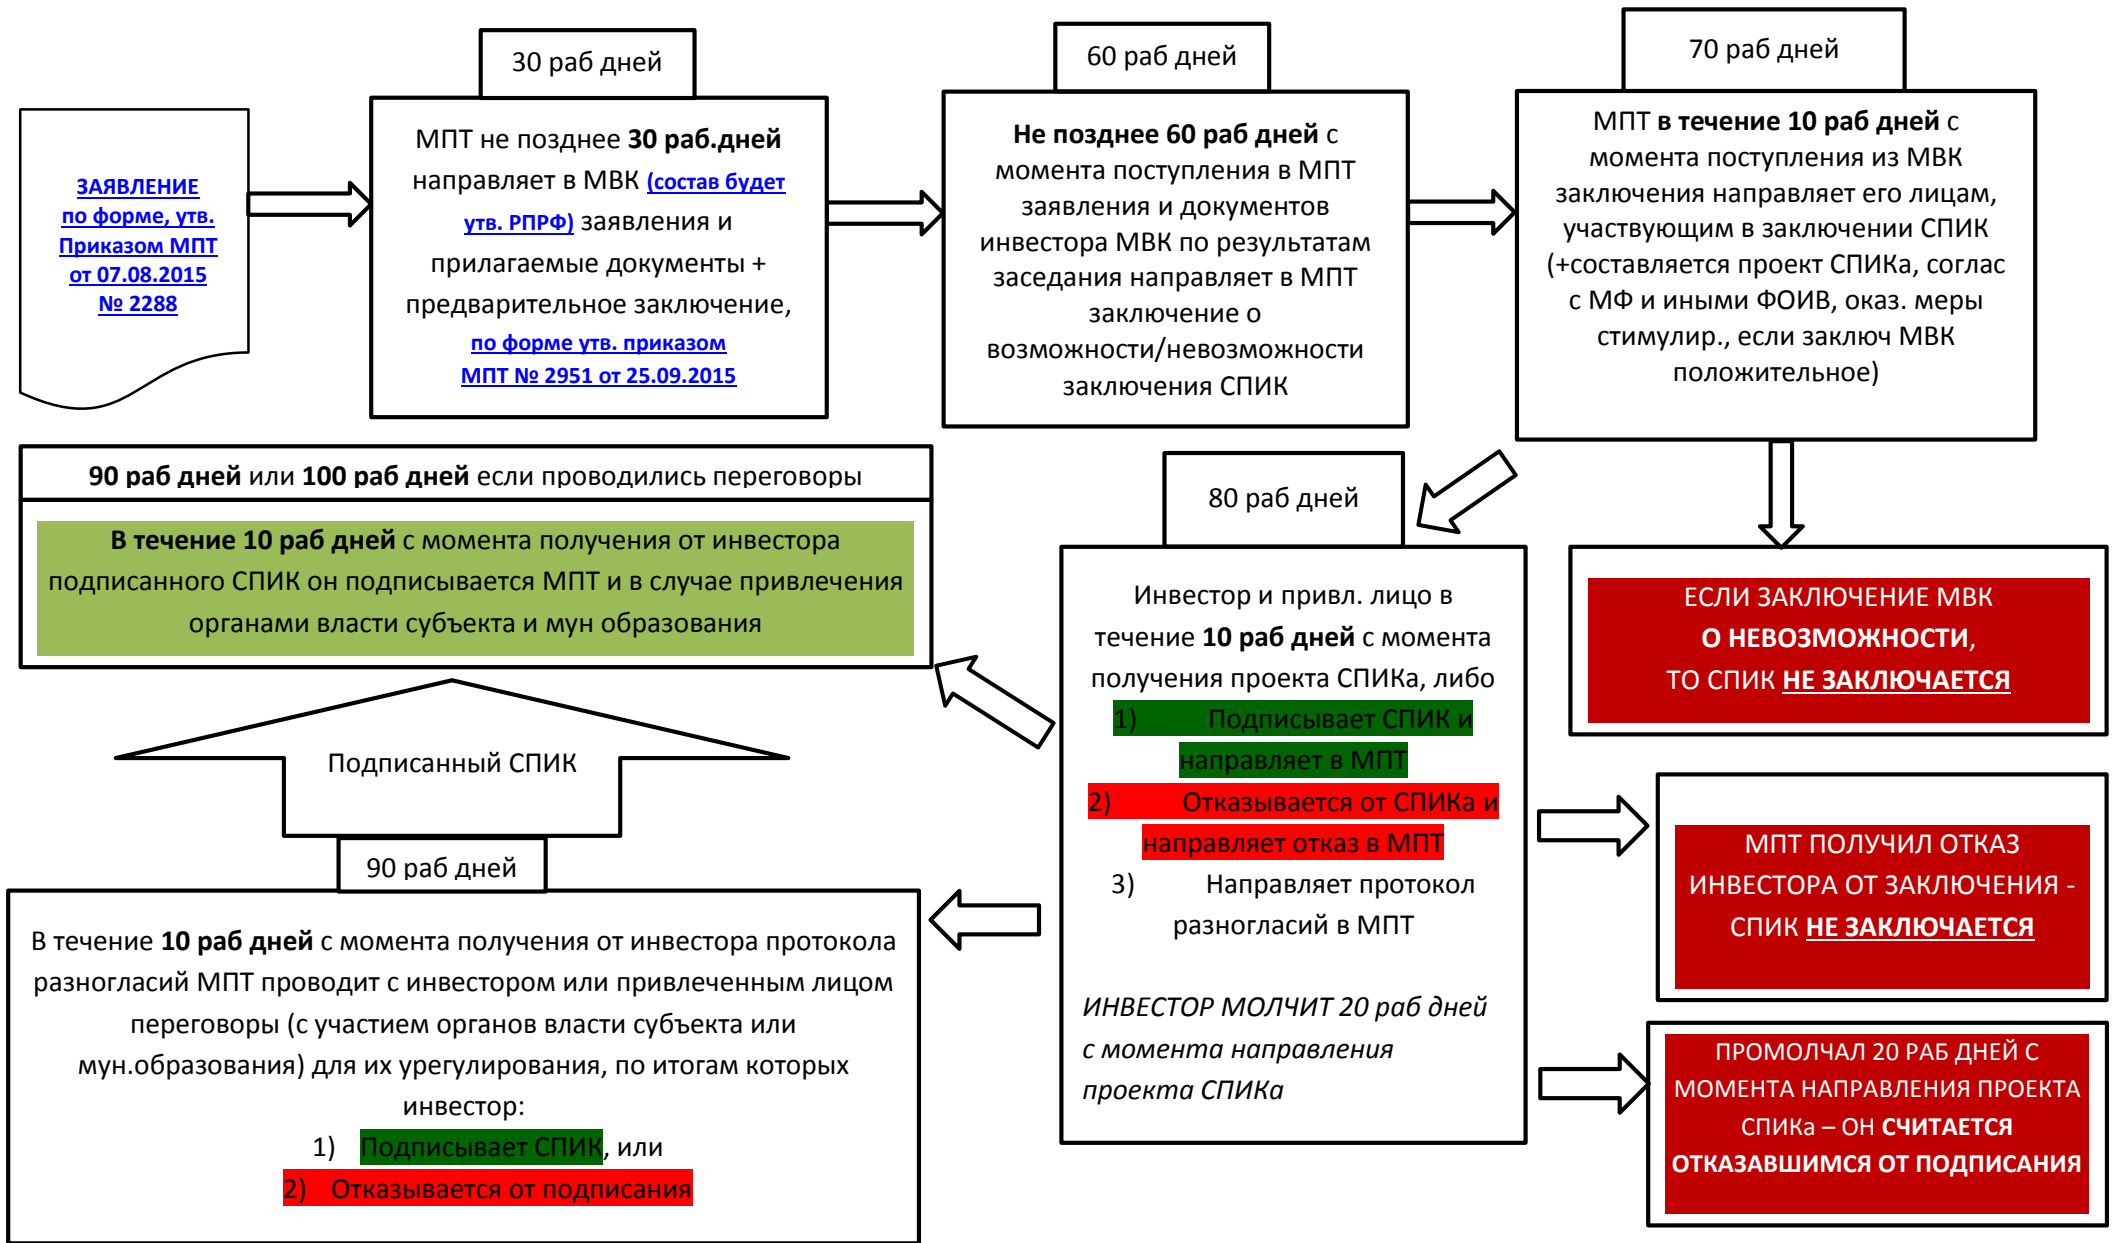 30 раб дней
60 раб дней
70 раб дней
ЗАЯВЛЕНИЕ
по форме, утв.
Приказом МПТ
от 07.08.2015
№ 2288
МПТ не позднее 30 раб.дней
направляет в МВК (состав будет
утв. РПРФ) заявления и
прилагаемые документы +
предварительное заключение,
по форме утв. приказом
МПТ № 2951 от 25.09.2015
Не позднее 60 раб дней с
момента поступления в МПТ
заявления и документов
инвестора МВК по результатам
заседания направляет в МПТ
заключение о
возможности/невозможности
заключения СПИК
МПТ в течение 10 раб дней с
момента поступления из МВК
заключения направляет его лицам,
участвующим в заключении СПИК
(+составляется проект СПИКа, соглас
с МФ и иными ФОИВ, оказ. меры
стимулир., если заключ МВК
положительное)
90 раб дней или 100 раб дней если проводились переговоры
В течение 10 раб дней с момента получения от инвестора
подписанного СПИК он подписывается МПТ и в случае привлечения
органами власти субъекта и мун образования
80 раб дней
Инвестор и привл. лицо в
течение 10 раб дней с момента
получения проекта СПИКа, либо
1) Подписывает СПИК и
направляет в МПТ
2) Отказывается от СПИКа и
направляет отказ в МПТ
3) Направляет протокол
разногласий в МПТ
ИНВЕСТОР МОЛЧИТ 20 раб дней
с момента направления
проекта СПИКа
ЕСЛИ ЗАКЛЮЧЕНИЕ МВК
О НЕВОЗМОЖНОСТИ,
ТО СПИК НЕ ЗАКЛЮЧАЕТСЯ
Подписанный СПИК
90 раб дней
В течение 10 раб дней с момента получения от инвестора протокола
разногласий МПТ проводит с инвестором или привлеченным лицом
переговоры (с участием органов власти субъекта или
мун.образования) для их урегулирования, по итогам которых
инвестор:
1) Подписывает СПИК, или
2) Отказывается от подписания
МПТ ПОЛУЧИЛ ОТКАЗ
ИНВЕСТОРА ОТ ЗАКЛЮЧЕНИЯ -
СПИК НЕ ЗАКЛЮЧАЕТСЯ
ПРОМОЛЧАЛ 20 РАБ ДНЕЙ С
МОМЕНТА НАПРАВЛЕНИЯ ПРОЕКТА
СПИКа – ОН СЧИТАЕТСЯ
ОТКАЗАВШИМСЯ ОТ ПОДПИСАНИЯ